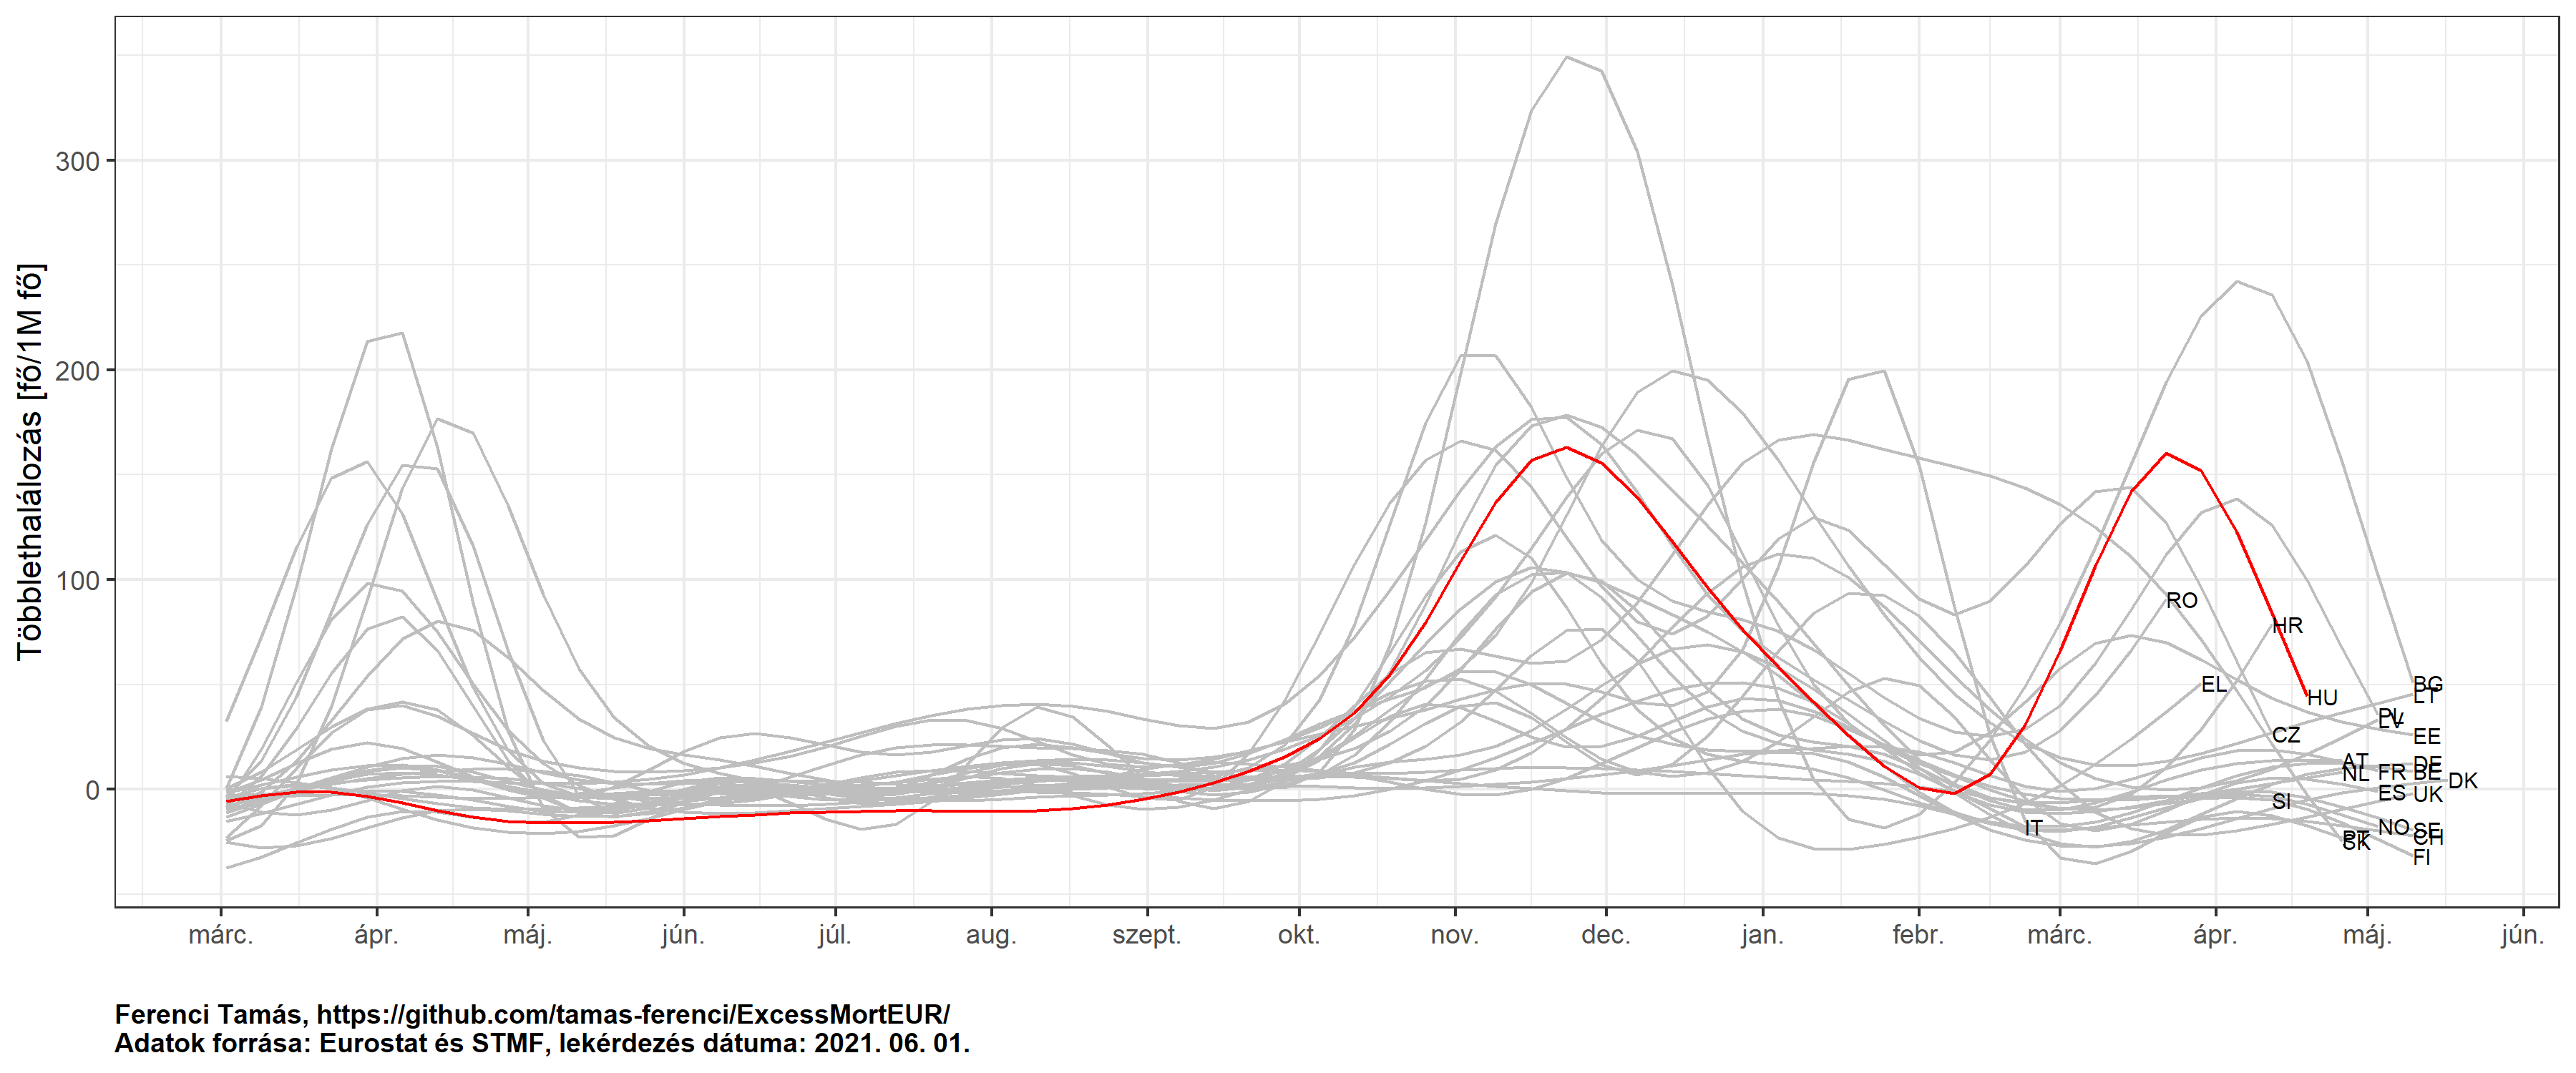 Többlethalálozás [fő/1M fő]
300
200
100
0
RO
HR
EL
HU
BG
LT
PL
LV
CZ
EE
AT
NL
FR
DE
BE
DK
ES
UK
SI
IT
NO
SE
CH
PT
SK
FI
márc. ápr. máj. jún. júl. aug. szept. okt. nov. dec. jan. febr. márc. ápr. máj. jún.
Ferenci Tamás, https://github.com/tamas-ferenci/ExcessMortEUR/
Adatok forrása: Eurostat és STMF, lekérdezés dátuma: 2021. 06. 01.